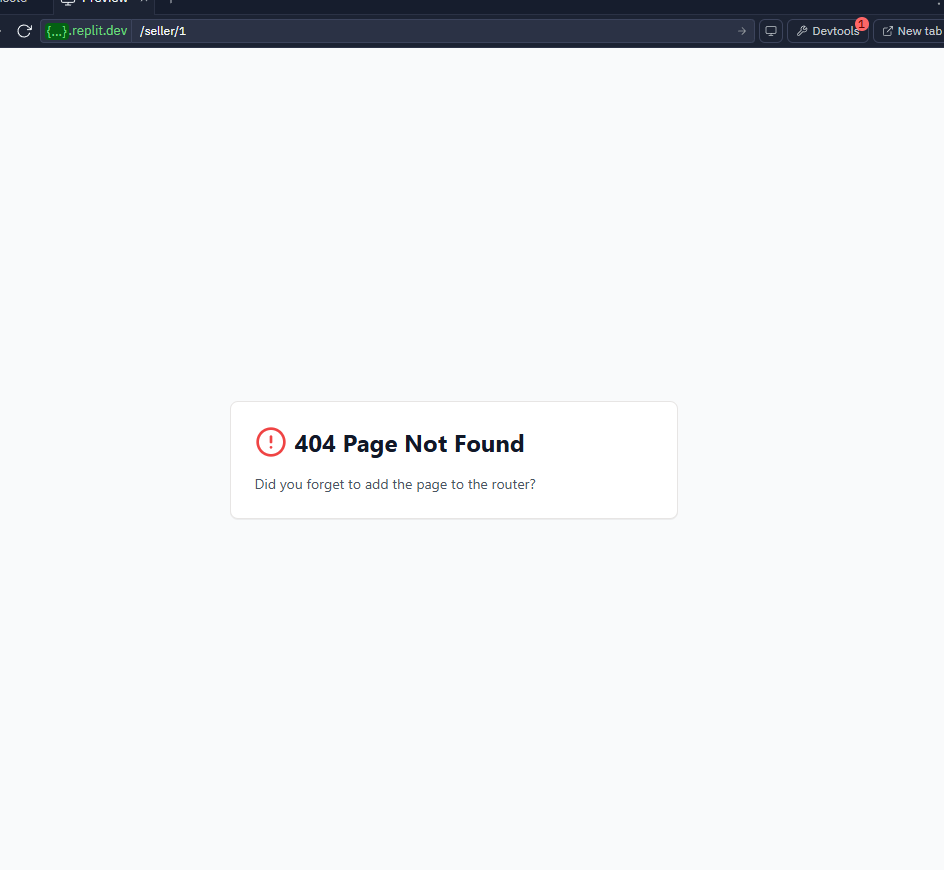 Preview
{...}.replit.dev /seller/1 Devtools 1 New tab
404 Page Not Found
Did you forget to add the page to the router?